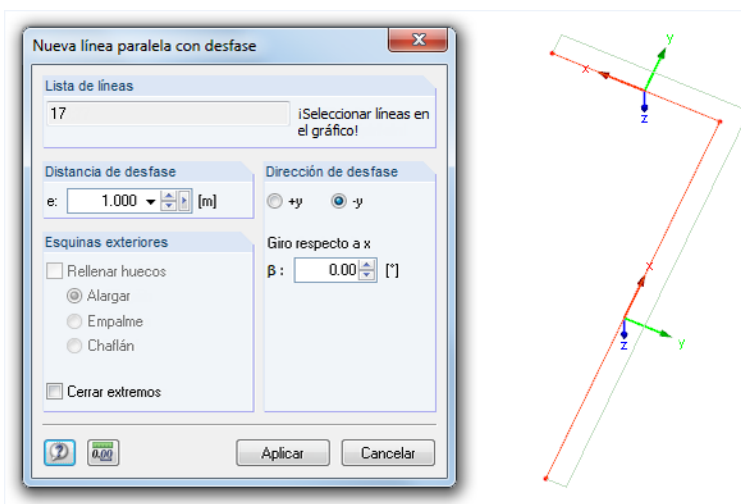 Nueva línea paralela con desfase
Lista de líneas
17
¡Seleccionar líneas en
el gráfico!
Distancia de desfase
e: 1.000 [m]
Dirección de desfase
+y -y
Esquinas exteriores
Rellenar huecos
Alargar
Empalme
Chaflán
Cerrar extremos
Giro respecto a x
β : 0.00 [°]
0.00
Aplicar
Cancelar
y
x
z
x
z
y